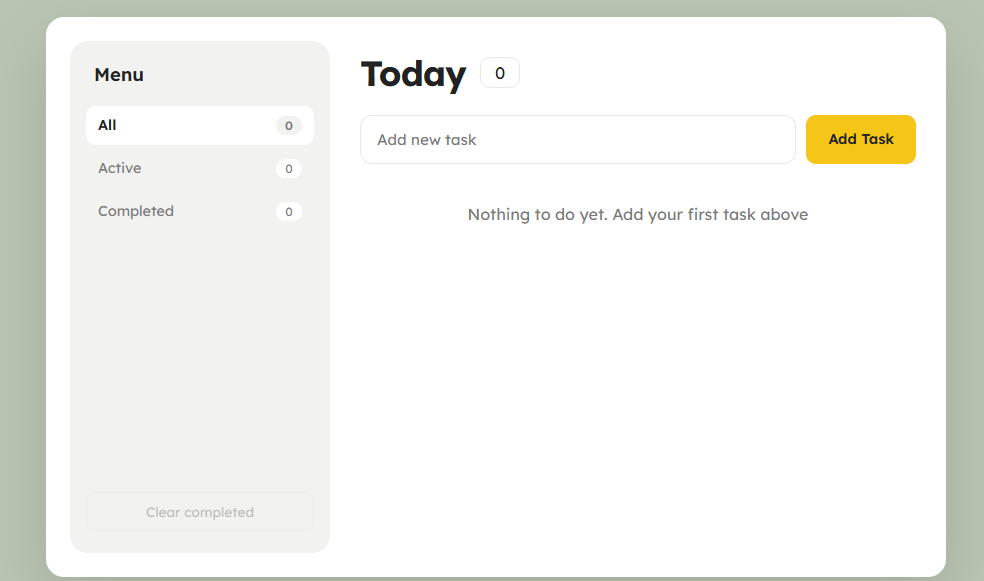 Menu
All 0
Active 0
Completed 0
Clear completed
Today 0
Add new task
Add Task
Nothing to do yet. Add your first task above